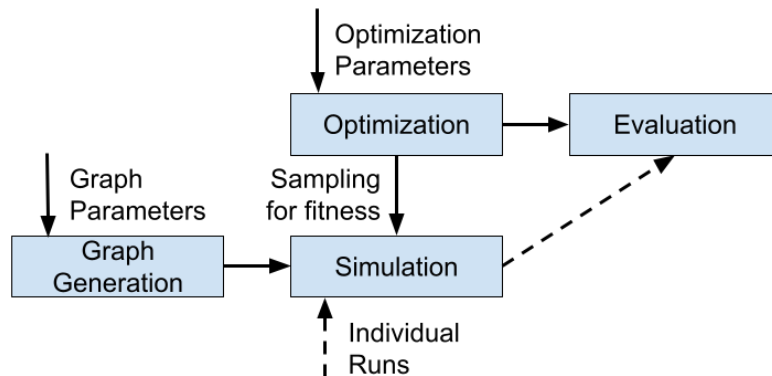 Optimization
Parameters
Optimization
Evaluation
Graph
Parameters
Sampling
for fitness
Graph
Generation
Simulation
Individual
Runs